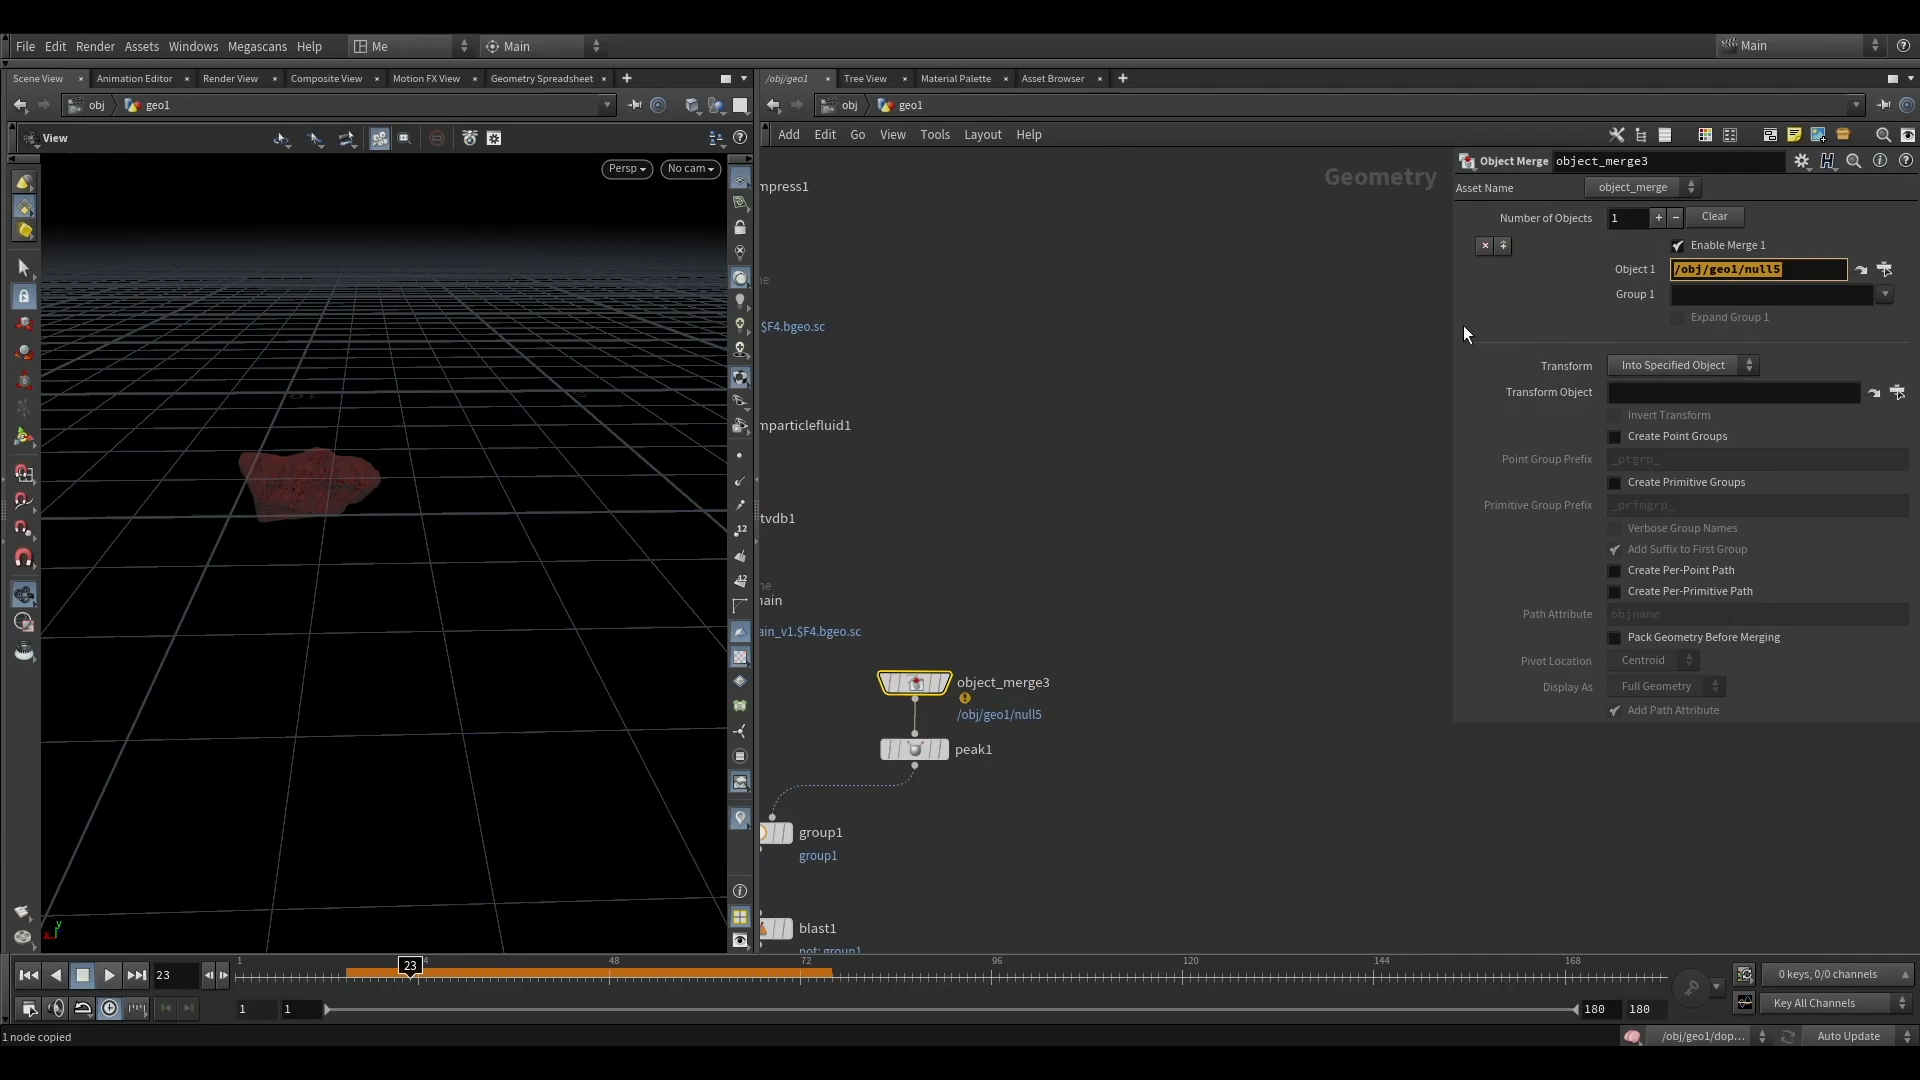 File Edit Render Assets Windows Megascans Help Me Main Main
Scene View Animation Editor Render View Composite View Motion FX View Geometry Spreadsheet
/obj/geo1 Tree View Material Palette Asset Browser
obj geo1
obj geo1
View
Add Edit Go View Tools Layout Help
Persp No cam
Geometry
mpress1
$F4.bgeo.sc
mparticlefluid1
tvdb1
ain_v1.$F4.bgeo.sc
object_merge3
/obj/geo1/null5
peak1
group1
group1
blast1
not: group1
Object Merge object_merge3
Asset Name object_merge
Number of Objects 1 + − Clear
Enable Merge 1
Object 1 /obj/geo1/null5
Group 1
Expand Group 1
Transform Into Specified Object
Transform Object
Invert Transform
Create Point Groups
Point Group Prefix _ptgrp_
Create Primitive Groups
Primitive Group Prefix _primgrp_
Verbose Group Names
Add Suffix to First Group
Create Per-Point Path
Create Per-Primitive Path
Path Attribute objname
Pack Geometry Before Merging
Pivot Location Centroid
Display As Full Geometry
Add Path Attribute
23 1 23 48 72 96 120 144 168 0 keys, 0/0 channels
1 1 180 180 Key All Channels
1 node copied /obj/geo1/dop... Auto Update